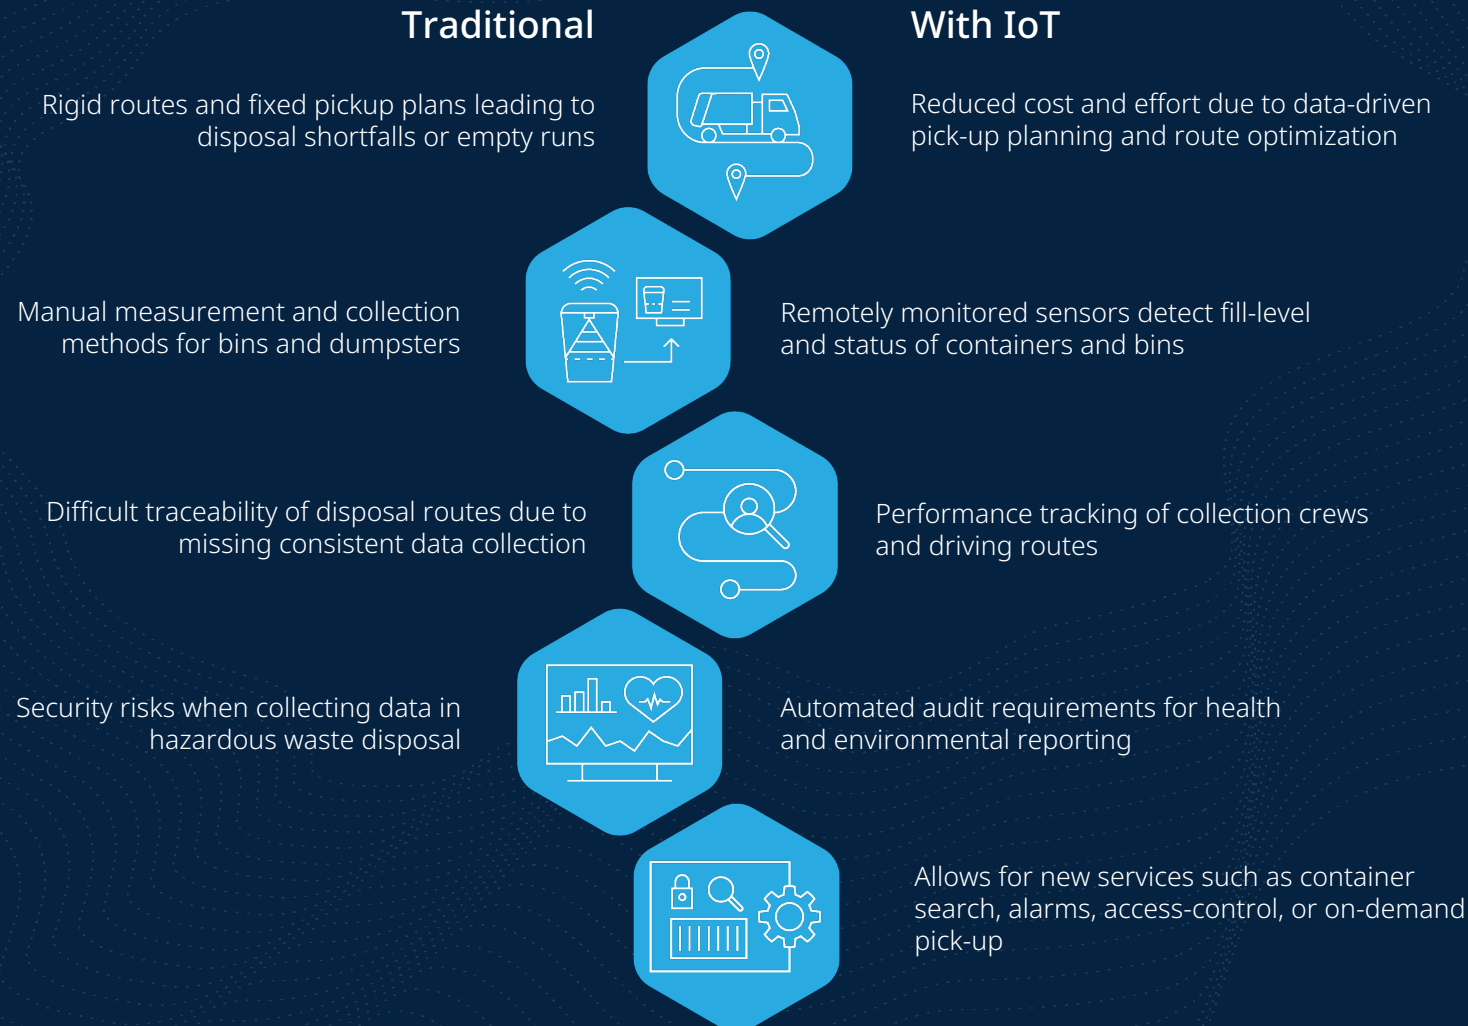 Traditional
With IoT
Rigid routes and fixed pickup plans leading to
disposal shortfalls or empty runs
Reduced cost and effort due to data-driven
pick-up planning and route optimization
Manual measurement and collection
methods for bins and dumpsters
Remotely monitored sensors detect fill-level
and status of containers and bins
Difficult traceability of disposal routes due to
missing consistent data collection
Performance tracking of collection crews
and driving routes
Security risks when collecting data in
hazardous waste disposal
Automated audit requirements for health
and environmental reporting
Allows for new services such as container
search, alarms, access-control, or on-demand
pick-up